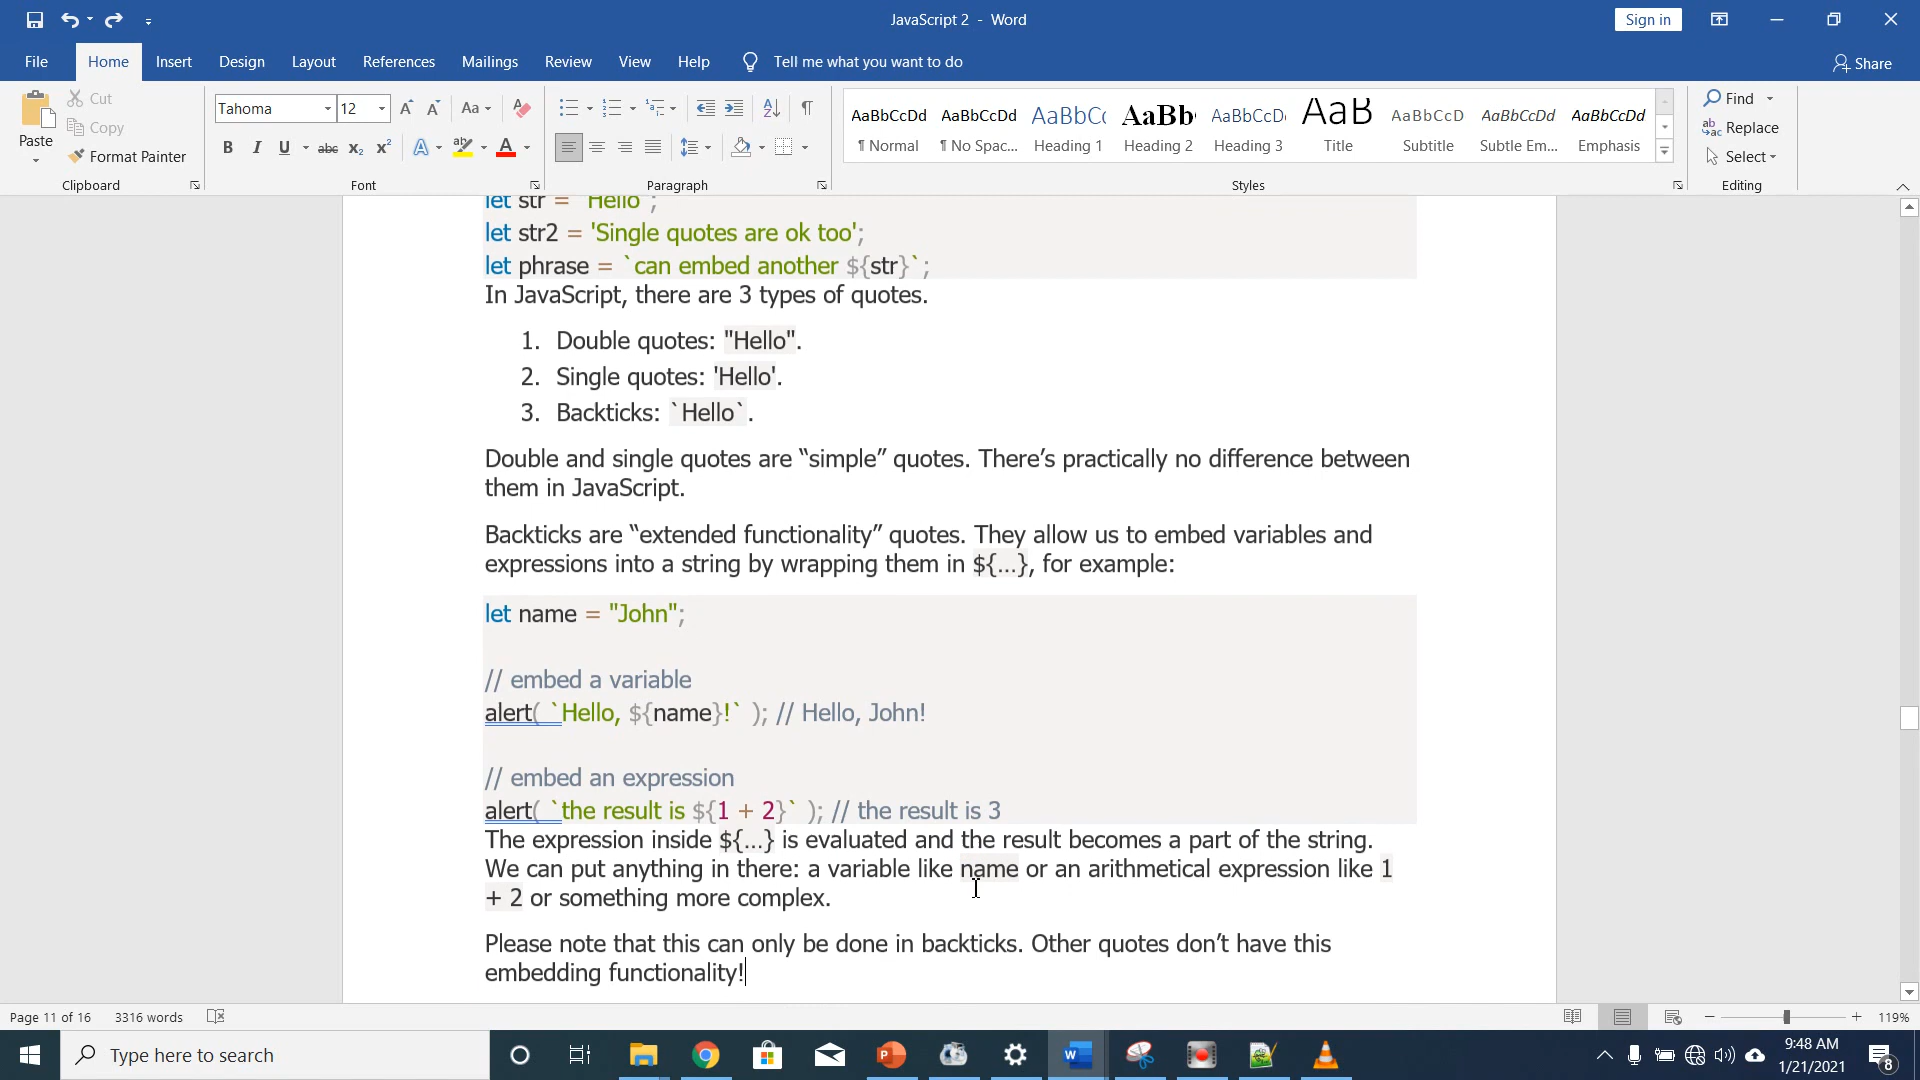 JavaScript 2 - Word
Sign in
File Home Insert Design Layout References Mailings Review View Help Tell me what you want to do Share
Paste
Cut
Copy
Format Painter
Clipboard
Tahoma 12
Font
Paragraph
AaBbCcDd AaBbCcDd AaBbCc AaBb AaBbCcD AaB AaBbCcD AaBbCcDd AaBbCcDd
¶ Normal ¶ No Spac... Heading 1 Heading 2 Heading 3 Title Subtitle Subtle Em... Emphasis
Styles
Find
Replace
Select
Editing
let str = "Hello";
let str2 = 'Single quotes are ok too';
let phrase = `can embed another ${str}`;
In JavaScript, there are 3 types of quotes.
1. Double quotes: "Hello".
2. Single quotes: 'Hello'.
3. Backticks: `Hello`.
Double and single quotes are “simple” quotes. There’s practically no difference between
them in JavaScript.
Backticks are “extended functionality” quotes. They allow us to embed variables and
expressions into a string by wrapping them in ${…}, for example:
let name = "John";
// embed a variable
alert( `Hello, ${name}!` ); // Hello, John!
// embed an expression
alert( `the result is ${1 + 2}` ); // the result is 3
The expression inside ${…} is evaluated and the result becomes a part of the string.
We can put anything in there: a variable like name or an arithmetical expression like 1
+ 2 or something more complex.
Please note that this can only be done in backticks. Other quotes don’t have this
embedding functionality!
Page 11 of 16 3316 words 119%
Type here to search
9:48 AM
1/21/2021
8